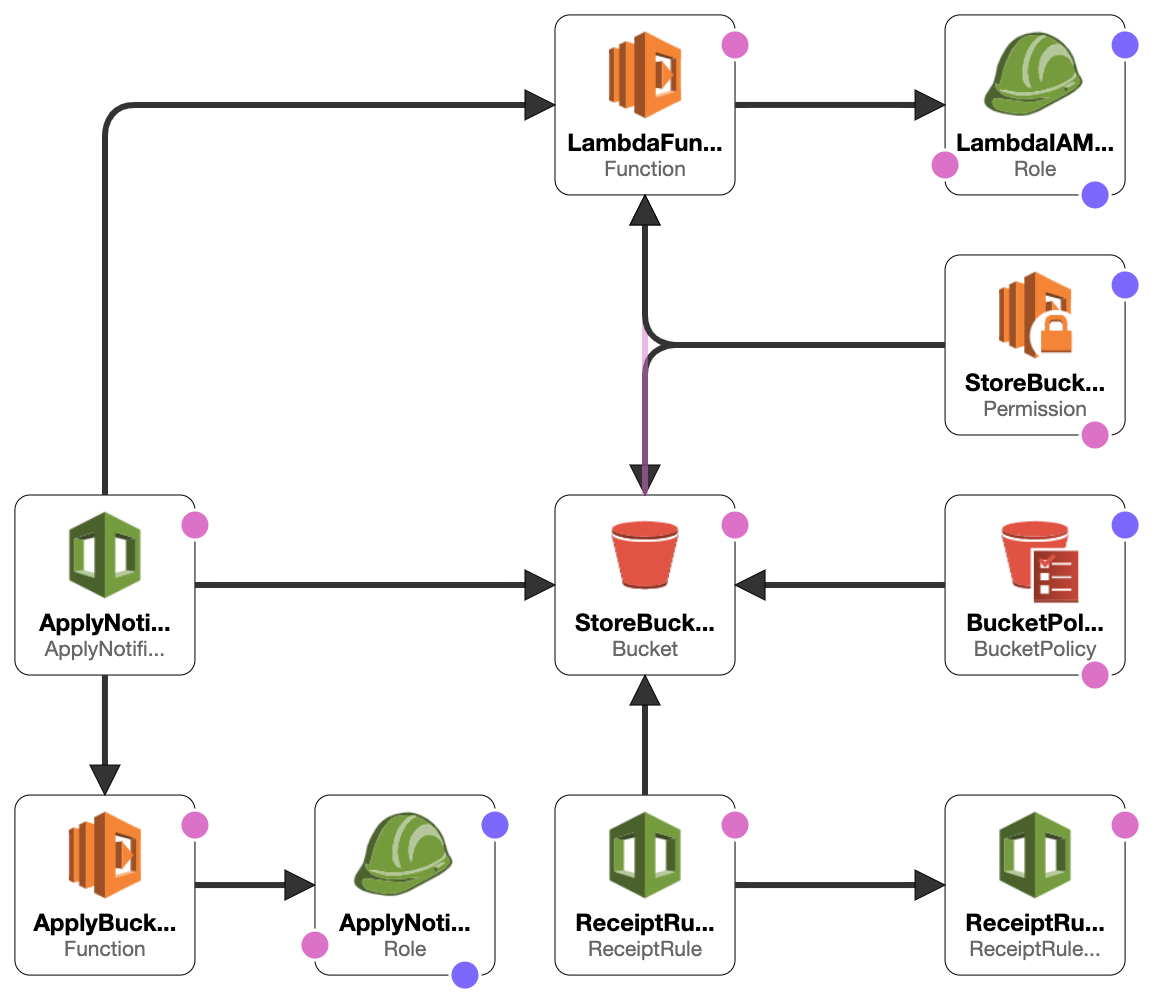 LambdaFun...
Function
LambdaIAM...
Role
StoreBuck...
Permission
ApplyNoti...
ApplyNotifi...
StoreBuck...
Bucket
BucketPol...
BucketPolicy
ApplyBuck...
Function
ApplyNoti...
Role
ReceiptRu...
ReceiptRule
ReceiptRu...
ReceiptRule...